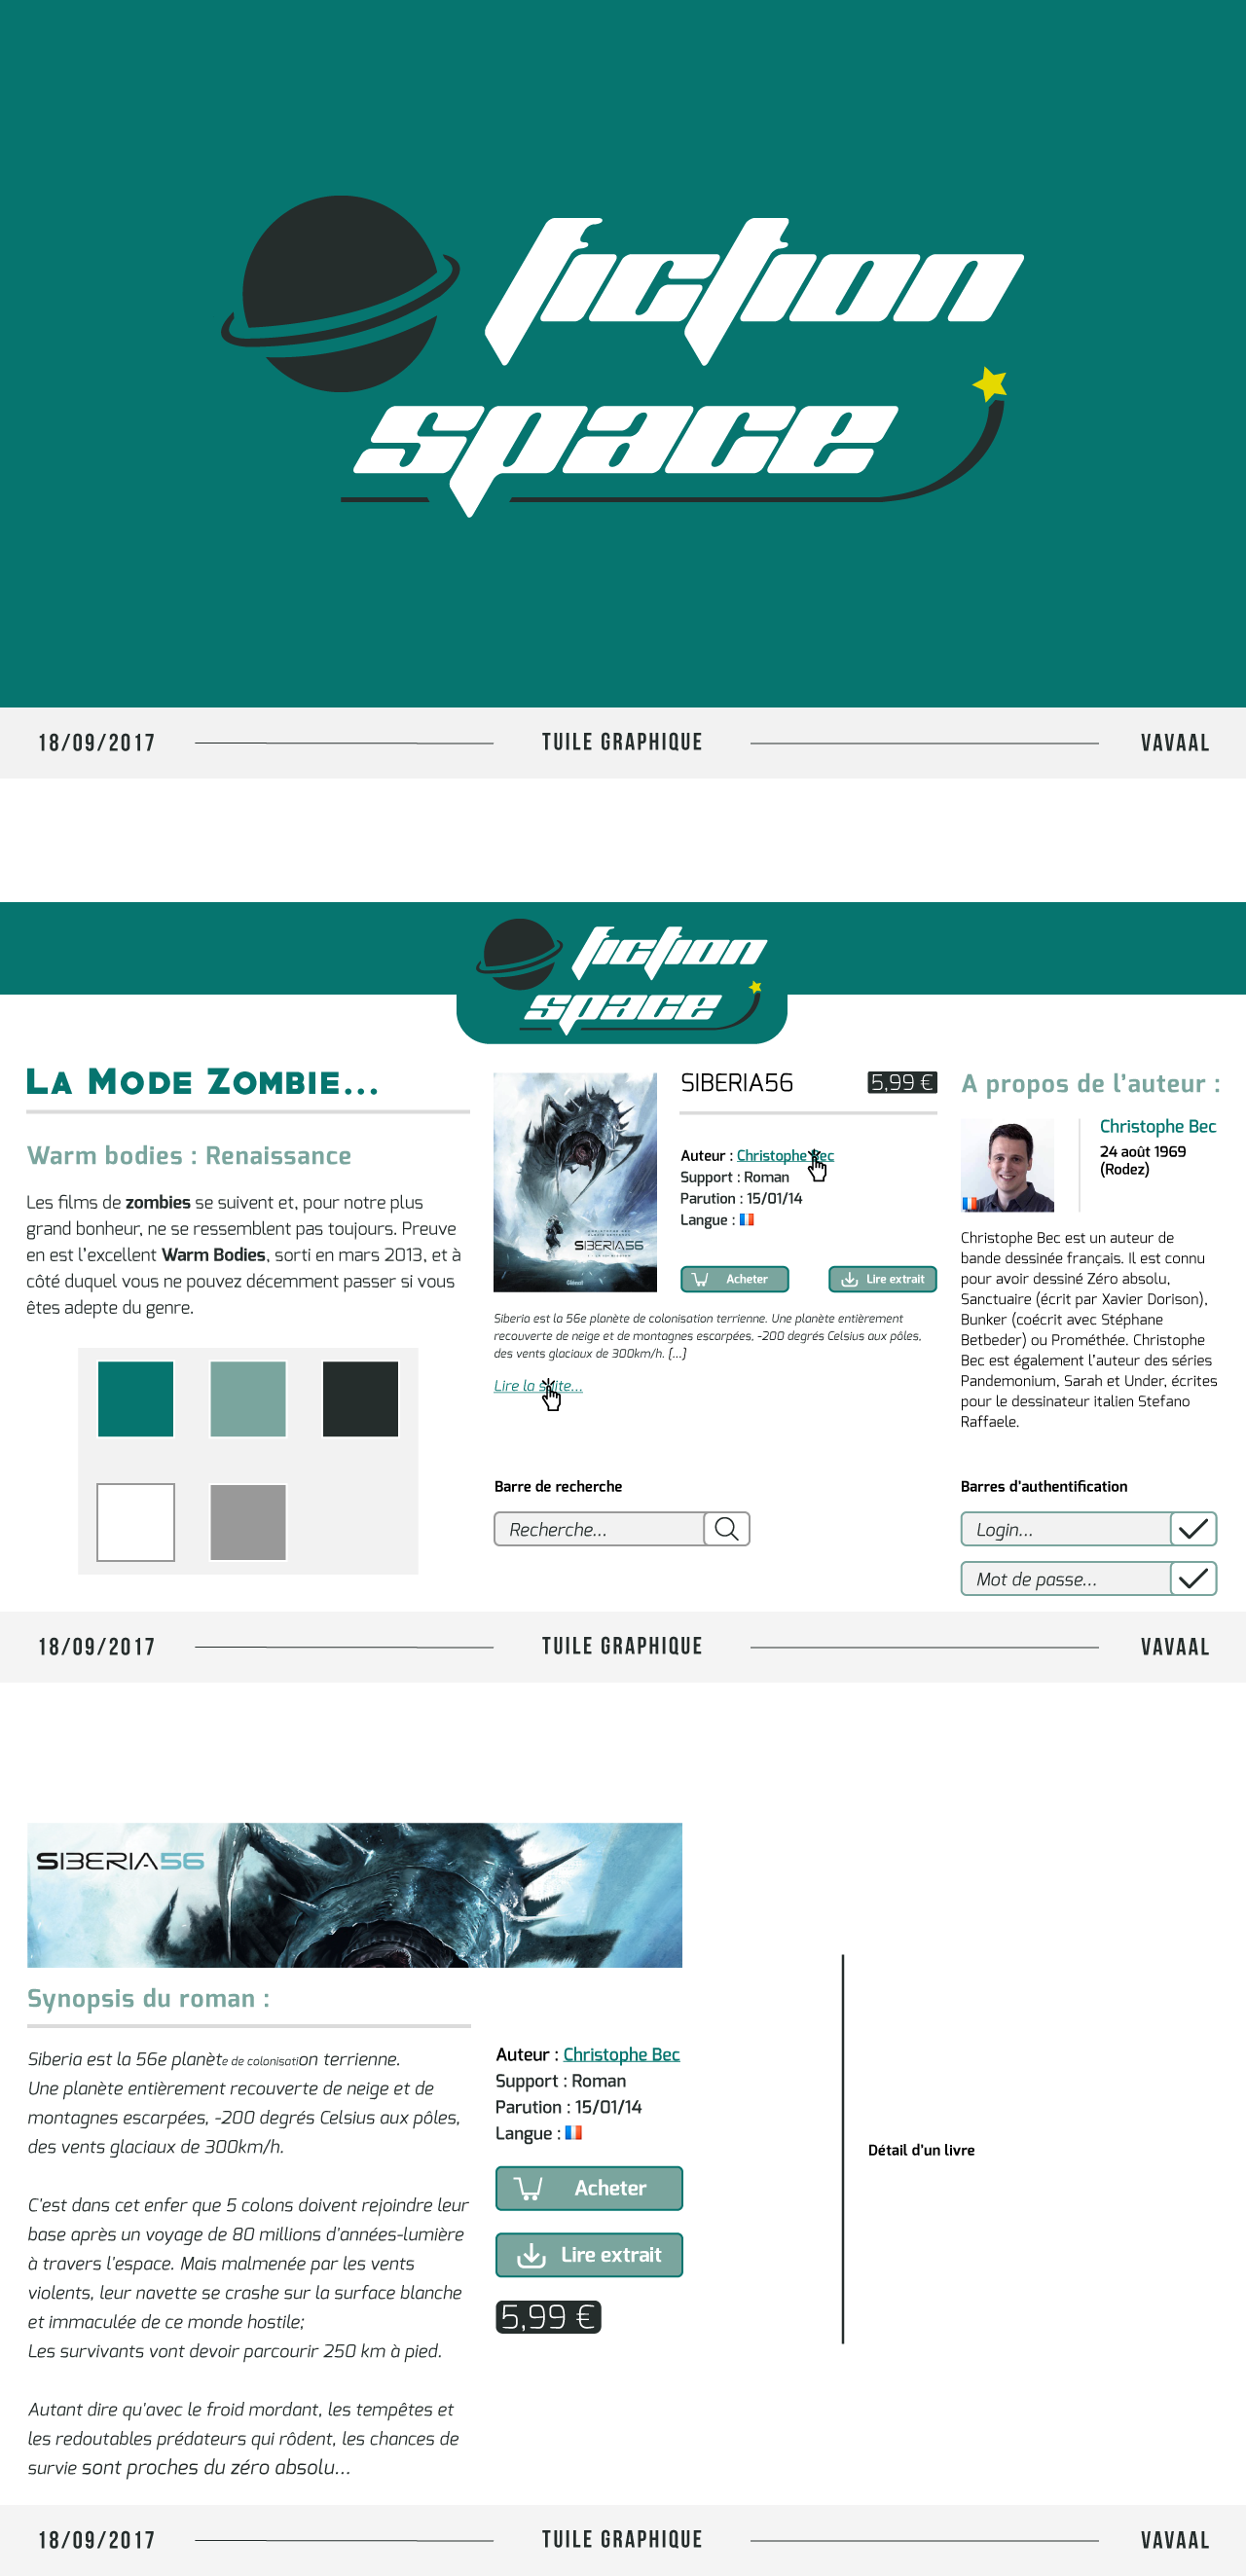 fiction
space
18/09/2017
TUILE GRAPHIQUE
VAVAAL
fiction
space
La Mode Zombie...
Warm bodies : Renaissance
Les films de zombies se suivent et, pour notre plus
grand bonheur, ne se ressemblent pas toujours. Preuve
en est l'excellent Warm Bodies, sorti en mars 2013, et à
côté duquel vous ne pouvez décemment passer si vous
êtes adepte du genre.
SIBERIA56
Glénat
SIBERIA56
5,99 €
Auteur : Christophe Bec
Support : Roman
Parution : 15/01/14
Langue :
Acheter
Lire extrait
Siberia est la 56e planète de colonisation terrienne. Une planète entièrement
recouverte de neige et de montagnes escarpées, -200 degrés Celsius aux pôles,
des vents glaciaux de 300km/h. [...]
Lire la suite...
A propos de l'auteur :
Christophe Bec
24 août 1969
(Rodez)
Christophe Bec est un auteur de
bande dessinée français. Il est connu
pour avoir dessiné Zéro absolu,
Sanctuaire (écrit par Xavier Dorison),
Bunker (coécrit avec Stéphane
Betbeder) ou Prométhée. Christophe
Bec est également l'auteur des séries
Pandemonium, Sarah et Under, écrites
pour le dessinateur italien Stefano
Raffaele.
Barre de recherche
Recherche...
Barres d'authentification
Login...
Mot de passe...
18/09/2017
TUILE GRAPHIQUE
VAVAAL
SIBERIA56
Synopsis du roman :
Siberia est la 56e planète de colonisation terrienne.
Une planète entièrement recouverte de neige et de
montagnes escarpées, -200 degrés Celsius aux pôles,
des vents glaciaux de 300km/h.
C'est dans cet enfer que 5 colons doivent rejoindre leur
base après un voyage de 80 millions d'années-lumière
à travers l'espace. Mais malmenée par les vents
violents, leur navette se crashe sur la surface blanche
et immaculée de ce monde hostile;
Les survivants vont devoir parcourir 250 km à pied.
Autant dire qu'avec le froid mordant, les tempêtes et
les redoutables prédateurs qui rôdent, les chances de
survie sont proches du zéro absolu...
Auteur : Christophe Bec
Support : Roman
Parution : 15/01/14
Langue :
Acheter
Lire extrait
5,99 €
Détail d'un livre
18/09/2017
TUILE GRAPHIQUE
VAVAAL